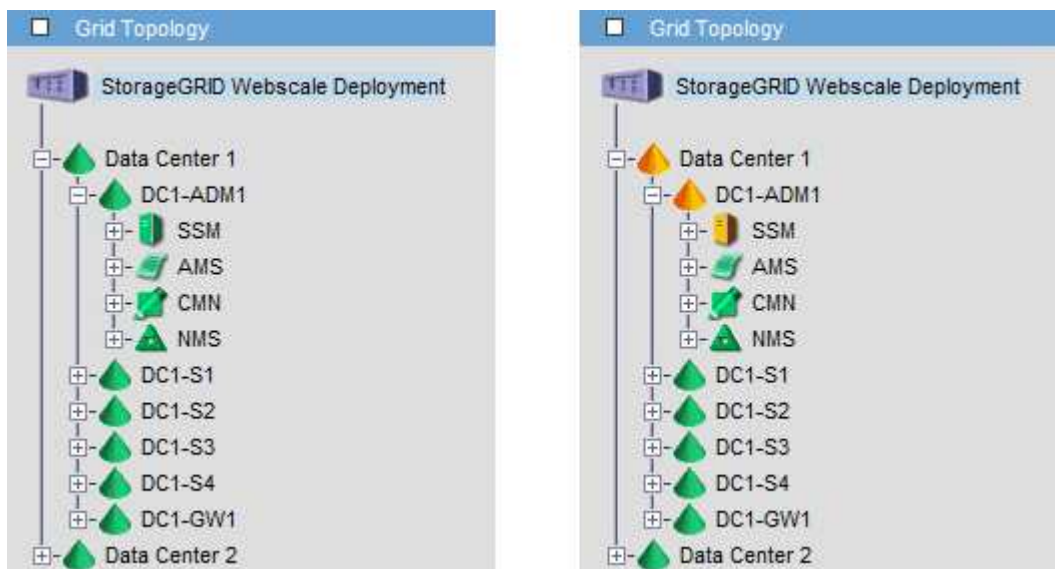 Grid Topology
StorageGRID Webscale Deployment
Data Center 1
DC1-ADM1
SSM
AMS
CMN
NMS
DC1-S1
DC1-S2
DC1-S3
DC1-S4
DC1-GW1
Data Center 2
Grid Topology
StorageGRID Webscale Deployment
Data Center 1
DC1-ADM1
SSM
AMS
CMN
NMS
DC1-S1
DC1-S2
DC1-S3
DC1-S4
DC1-GW1
Data Center 2